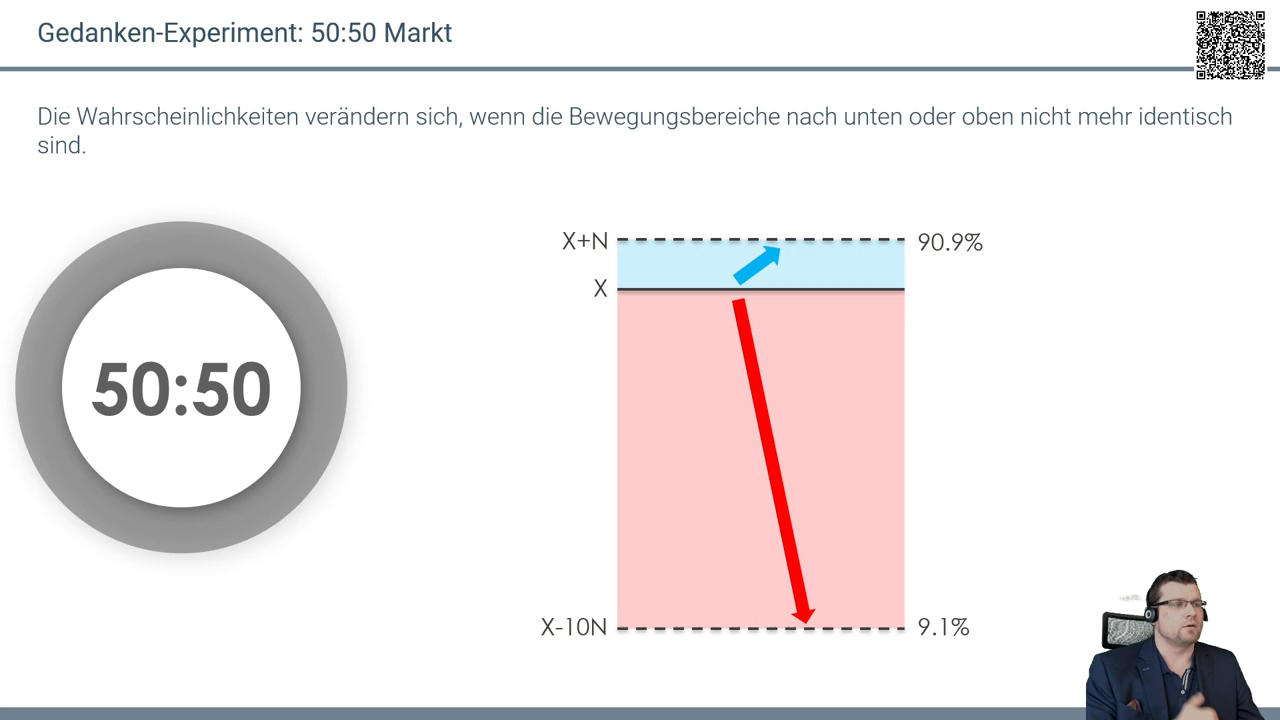 Gedanken-Experiment: 50:50 Markt
Die Wahrscheinlichkeiten verändern sich, wenn die Bewegungsbereiche nach unten oder oben nicht mehr identisch
sind.
50:50
X+N
90.9%
X
X-10N
9.1%